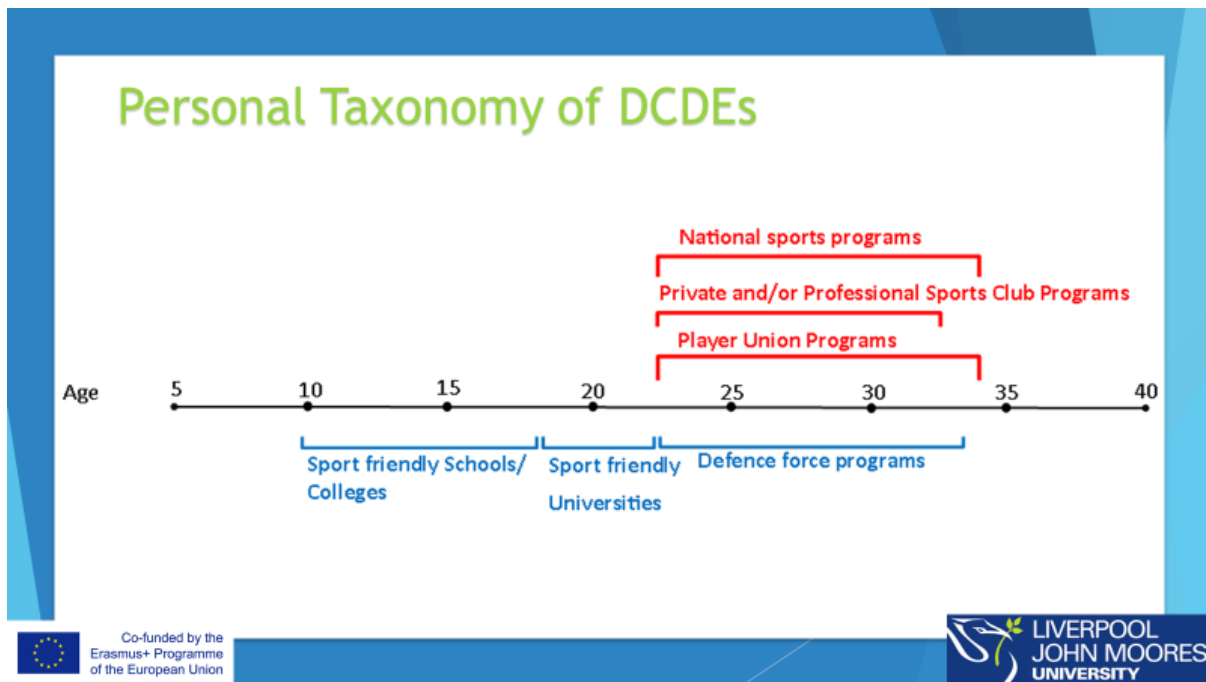 Personal Taxonomy of DCDEs
National sports programs
Private and/or Professional Sports Club Programs
Player Union Programs
Age 5 10 15 20 25 30 35 40
Sport friendly Schools/
Colleges
Sport friendly
Universities
Defence force programs
Co-funded by the
Erasmus+ Programme
of the European Union
LIVERPOOL
JOHN MOORES
UNIVERSITY